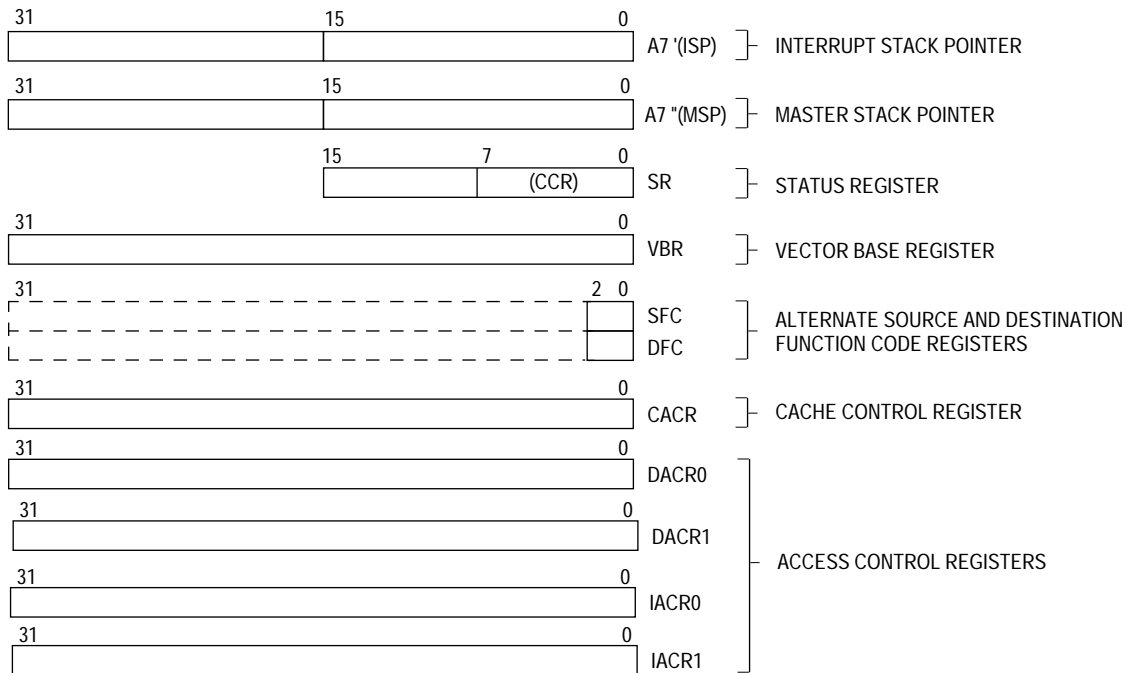 31 15 0
A7 '(ISP) INTERRUPT STACK POINTER
31 15 0
A7 "(MSP) MASTER STACK POINTER
15 7 0
(CCR) SR STATUS REGISTER
31 0
VBR VECTOR BASE REGISTER
31 2 0
SFC ALTERNATE SOURCE AND DESTINATION
DFC FUNCTION CODE REGISTERS
31 0
CACR CACHE CONTROL REGISTER
31 0
DACR0
31 0
DACR1
ACCESS CONTROL REGISTERS
31 0
IACR0
31 0
IACR1